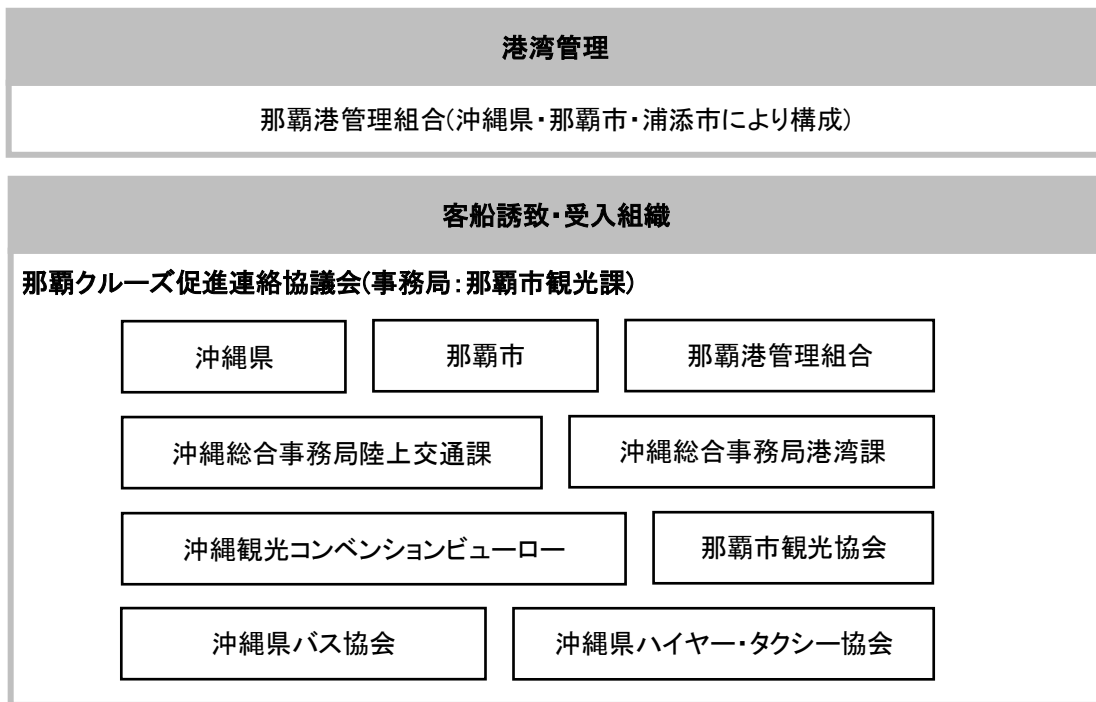 港湾管理
那覇港管理組合(沖縄県・那覇市・浦添市により構成)
客船誘致・受入組織
那覇クルーズ促進連絡協議会(事務局:那覇市観光課)
沖縄県
那覇市
那覇港管理組合
沖縄総合事務局陸上交通課
沖縄総合事務局港湾課
沖縄観光コンベンションビューロー
那覇市観光協会
沖縄県バス協会
沖縄県ハイヤー・タクシー協会